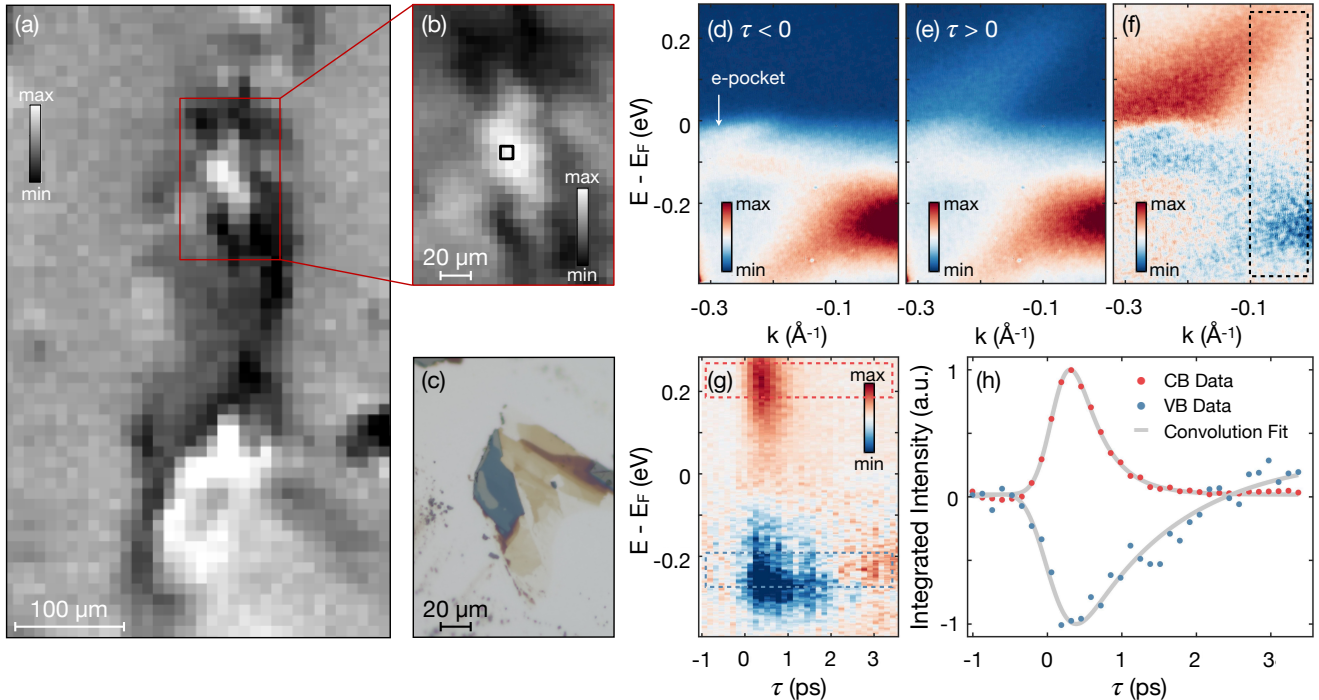 (a)
max
min
100 µm
(b)
max
min
20 µm
(c)
20 µm
E - E_F (eV)
0.2
0
-0.2
(d) τ < 0
e-pocket
max
min
(e) τ > 0
max
min
(f)
max
min
-0.3
-0.1
-0.3
-0.1
-0.3
-0.1
k (Å⁻¹)
k (Å⁻¹)
(g)
max
min
E - E_F (eV)
0.2
0
-0.2
-1
0
1
2
3
τ (ps)
(h)
CB Data
VB Data
Convolution Fit
Integrated Intensity (a.u.)
1
0
-1
-1
0
1
2
3
τ (ps)